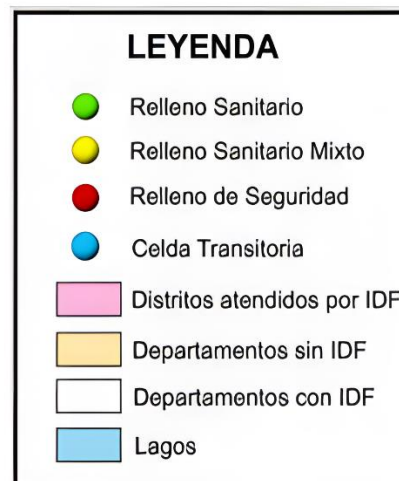 LEYENDA
Relleno Sanitario
Relleno Sanitario Mixto
Relleno de Seguridad
Celda Transitoria
Distritos atendidos por IDF
Departamentos sin IDF
Departamentos con IDF
Lagos